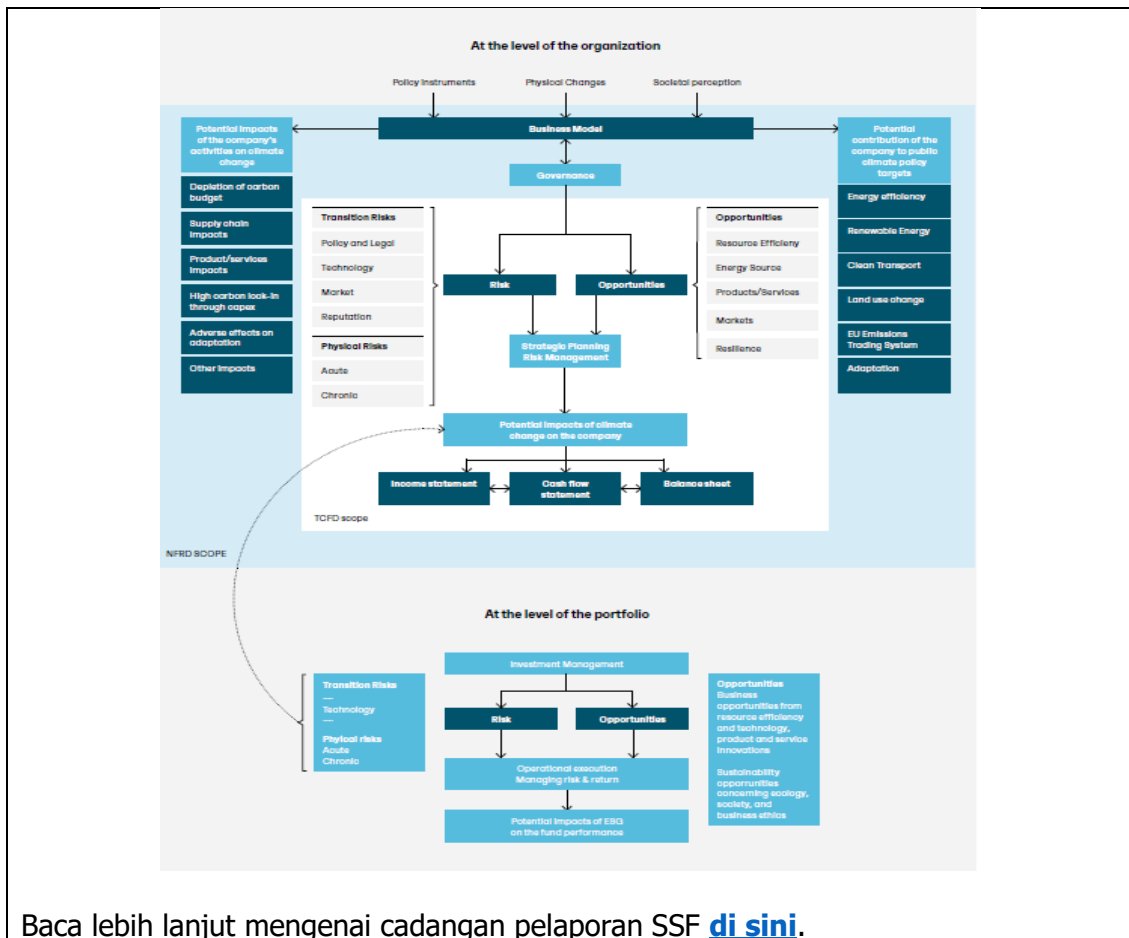 At the level of the organization
Policy Instruments
Physical Changes
Societal perception
Business Model
Potential Impacts
of the company's
activities on climate
change
Depletion of carbon
budget
Supply chain
Impacts
Product/services
Impacts
High carbon lock-in
through capex
Adverse effects on
adaptation
Other Impacts
Governance
Transition Risks
Policy and Legal
Technology
Market
Reputation
Physical Risks
Acute
Chronic
Risk
Opportunities
Strategic Planning
Risk Management
Opportunities
Resource Efficieny
Energy Source
Products/Services
Markets
Resilience
Potential
contribution of the
company to public
climate policy
targets
Energy efficiency
Renewable Energy
Clean Transport
Land use change
EU Emissions
Trading System
Adaptation
Potential Impacts of climate
change on the company
Income statement
Cash flow
statement
Balance sheet
TCFD scope
NFRD SCOPE
At the level of the portfolio
Investment Management
Transition Risks
—
Technology
—
Phyical risks
Acute
Chronic
Risk
Opportunities
Operational execution
Managing risk & return
Potential Impacts of ESG
on the fund performance
Opportunities
Business
opportunities from
resource efficiency
and technology,
product and service
innovations
Sustainability
opporrunities
concerning ecology,
society, and
business ethics
Baca lebih lanjut mengenai cadangan pelaporan SSF di sini.